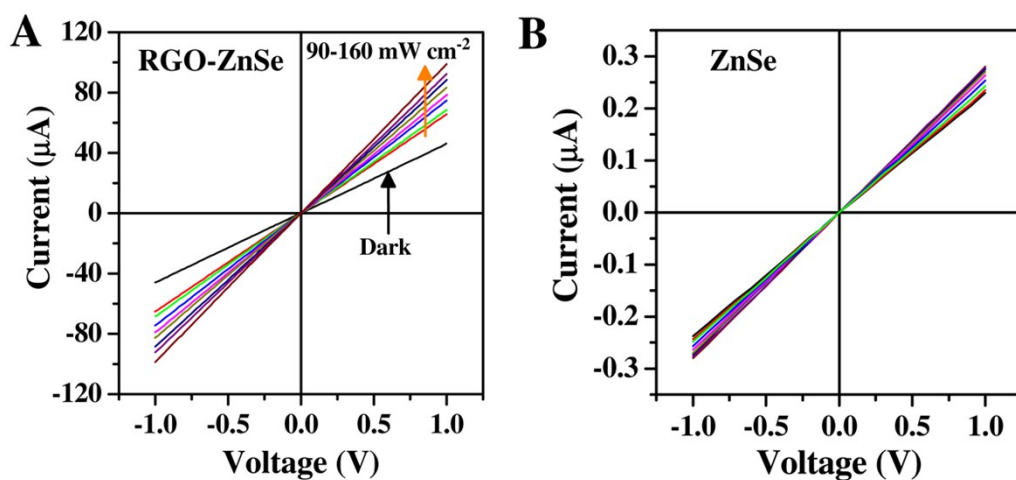 A
RGO-ZnSe
90-160 mW cm⁻²
Dark
Current (µA)
120
80
40
0
-40
-80
-120
-1.0 -0.5 0.0 0.5 1.0
Voltage (V)
B
ZnSe
Current (µA)
0.3
0.2
0.1
0.0
-0.1
-0.2
-0.3
-1.0 -0.5 0.0 0.5 1.0
Voltage (V)